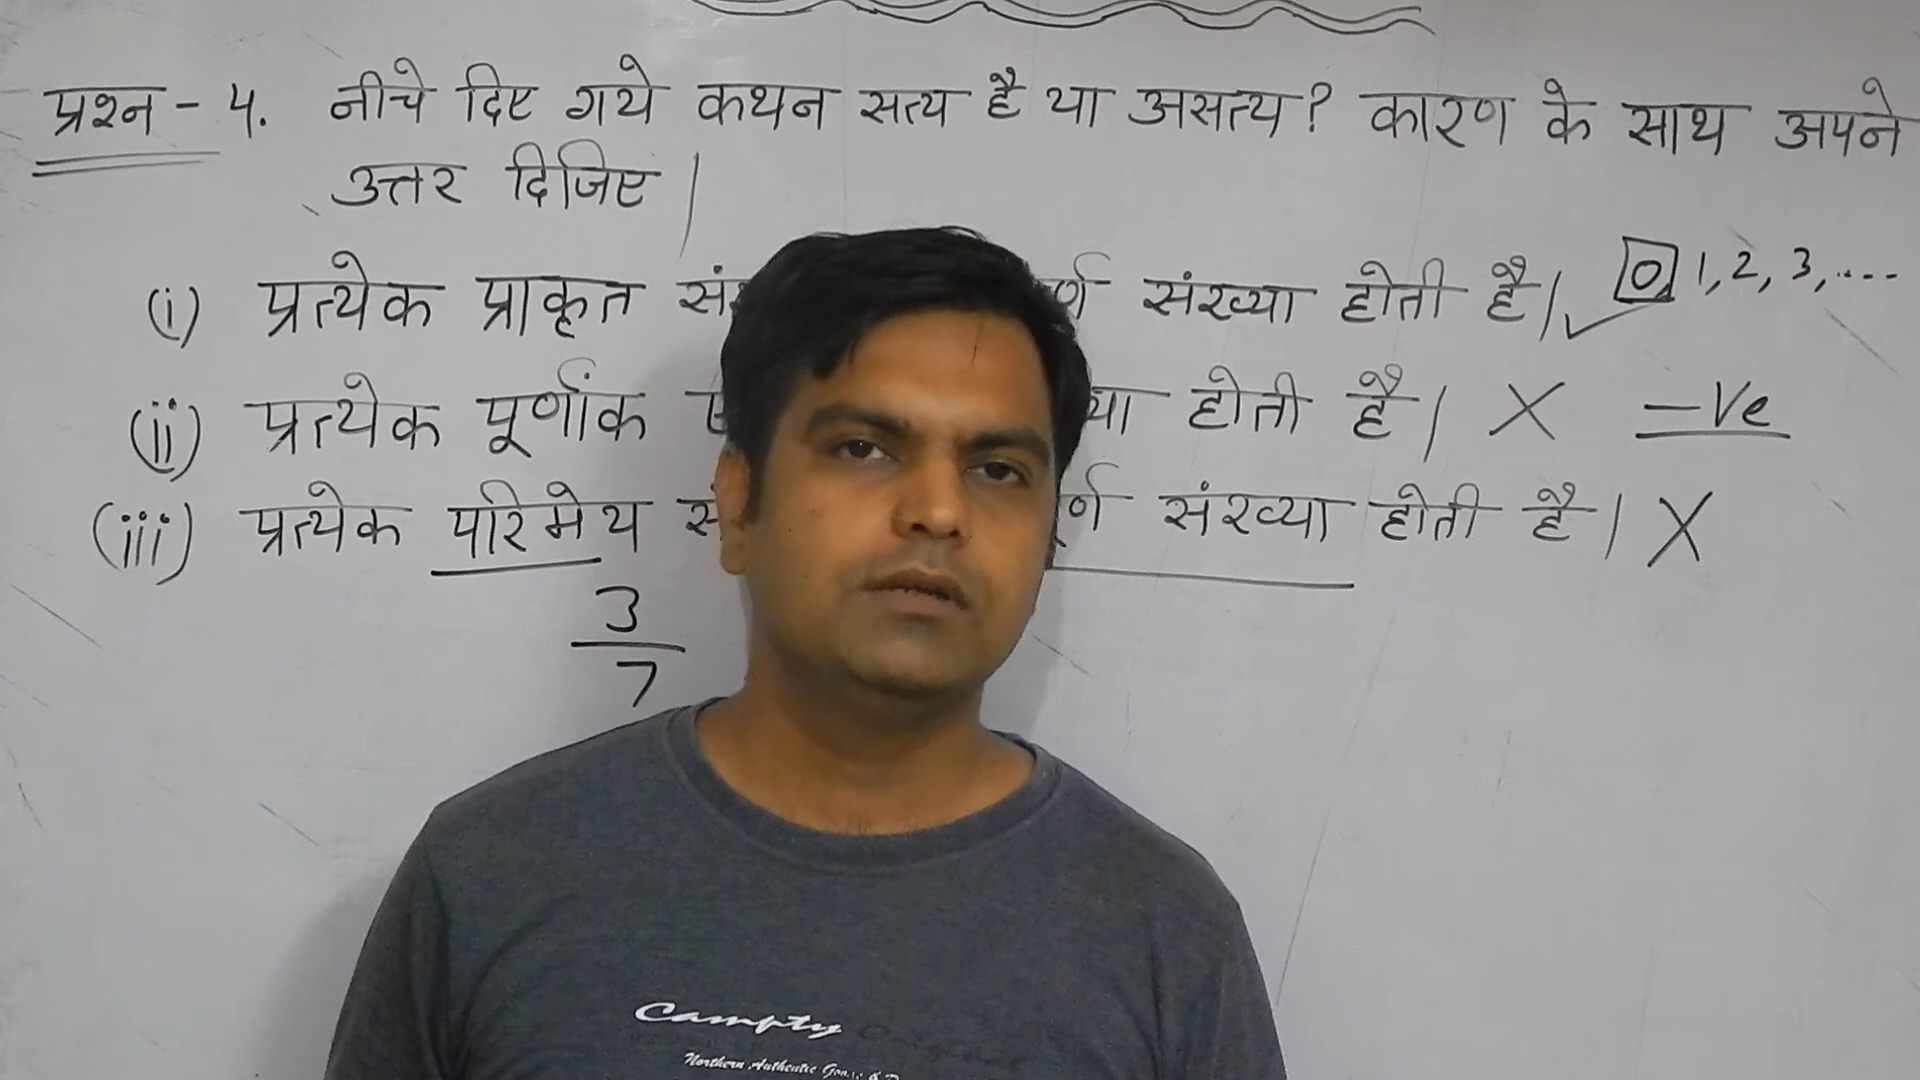 प्रश्न - 4. नीचे दिए गये कथन सत्य है या असत्य? कारण के साथ अपने
उत्तर दिजिए|
(i) प्रत्येक प्राकृत र्ण संख्या होती है| ✓ 0, 1, 2, 3, ....
(ii) प्रत्येक पूर्णांक होती है| X -Ve
(iii) प्रत्येक परिमेय र्ण संख्या होती है| X
3
7
Campty
Northern Authentic